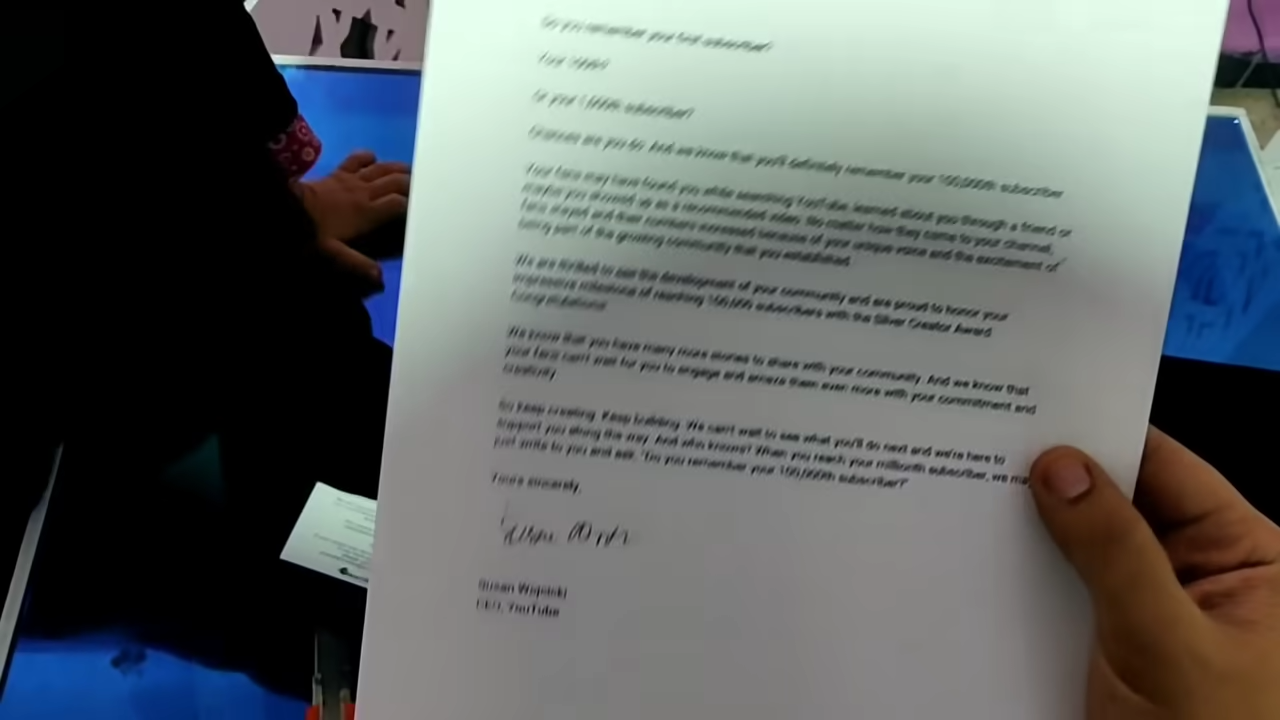 Do you remember your first subscriber?
Your
Or your 1,000th subscriber?
Chances are you do. And we know that you'll definitely remember your 100,000th subscriber
Your fans may have found you while searching YouTube, learned about you through a friend or
maybe you showed up as a recommended video. No matter how they came to your channel,
fans stayed and their numbers increased because of your unique voice and the excitement of
being part of the growing community that you established.
We are thrilled to see the development of your community and are proud to honor your
impressive milestone of reaching 100,000 subscribers with the Silver Creator Award
Congratulations!
We know that you have many more stories to share with your community. And we know that
your fans can't wait for you to engage and amaze them even more with your commitment and
creativity.
So keep creating. Keep building. We can't wait to see what you'll do next and we're here to
support you along the way. And who knows? When you reach your millionth subscriber, we may
just write to you and ask, "Do you remember your 100,000th subscriber?"
Yours sincerely,
Susan Wojcicki
CEO, YouTube